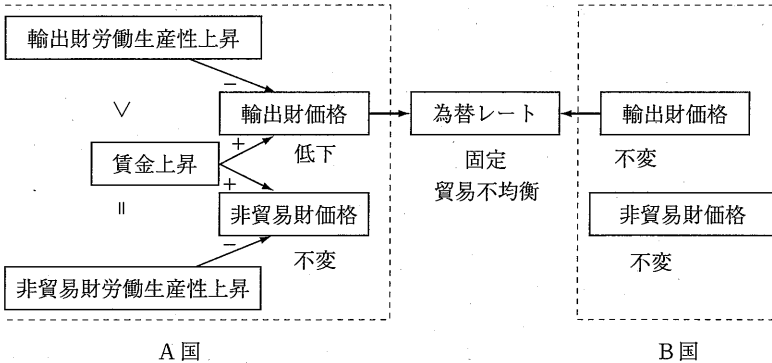 輸出財労働生産性上昇
−
∨
輸出財価格
為替レート
輸出財価格
+
低下
固定
不変
賃金上昇
貿易不均衡
+
非貿易財価格
非貿易財価格
=
−
不変
不変
非貿易財労働生産性上昇
A国
B国